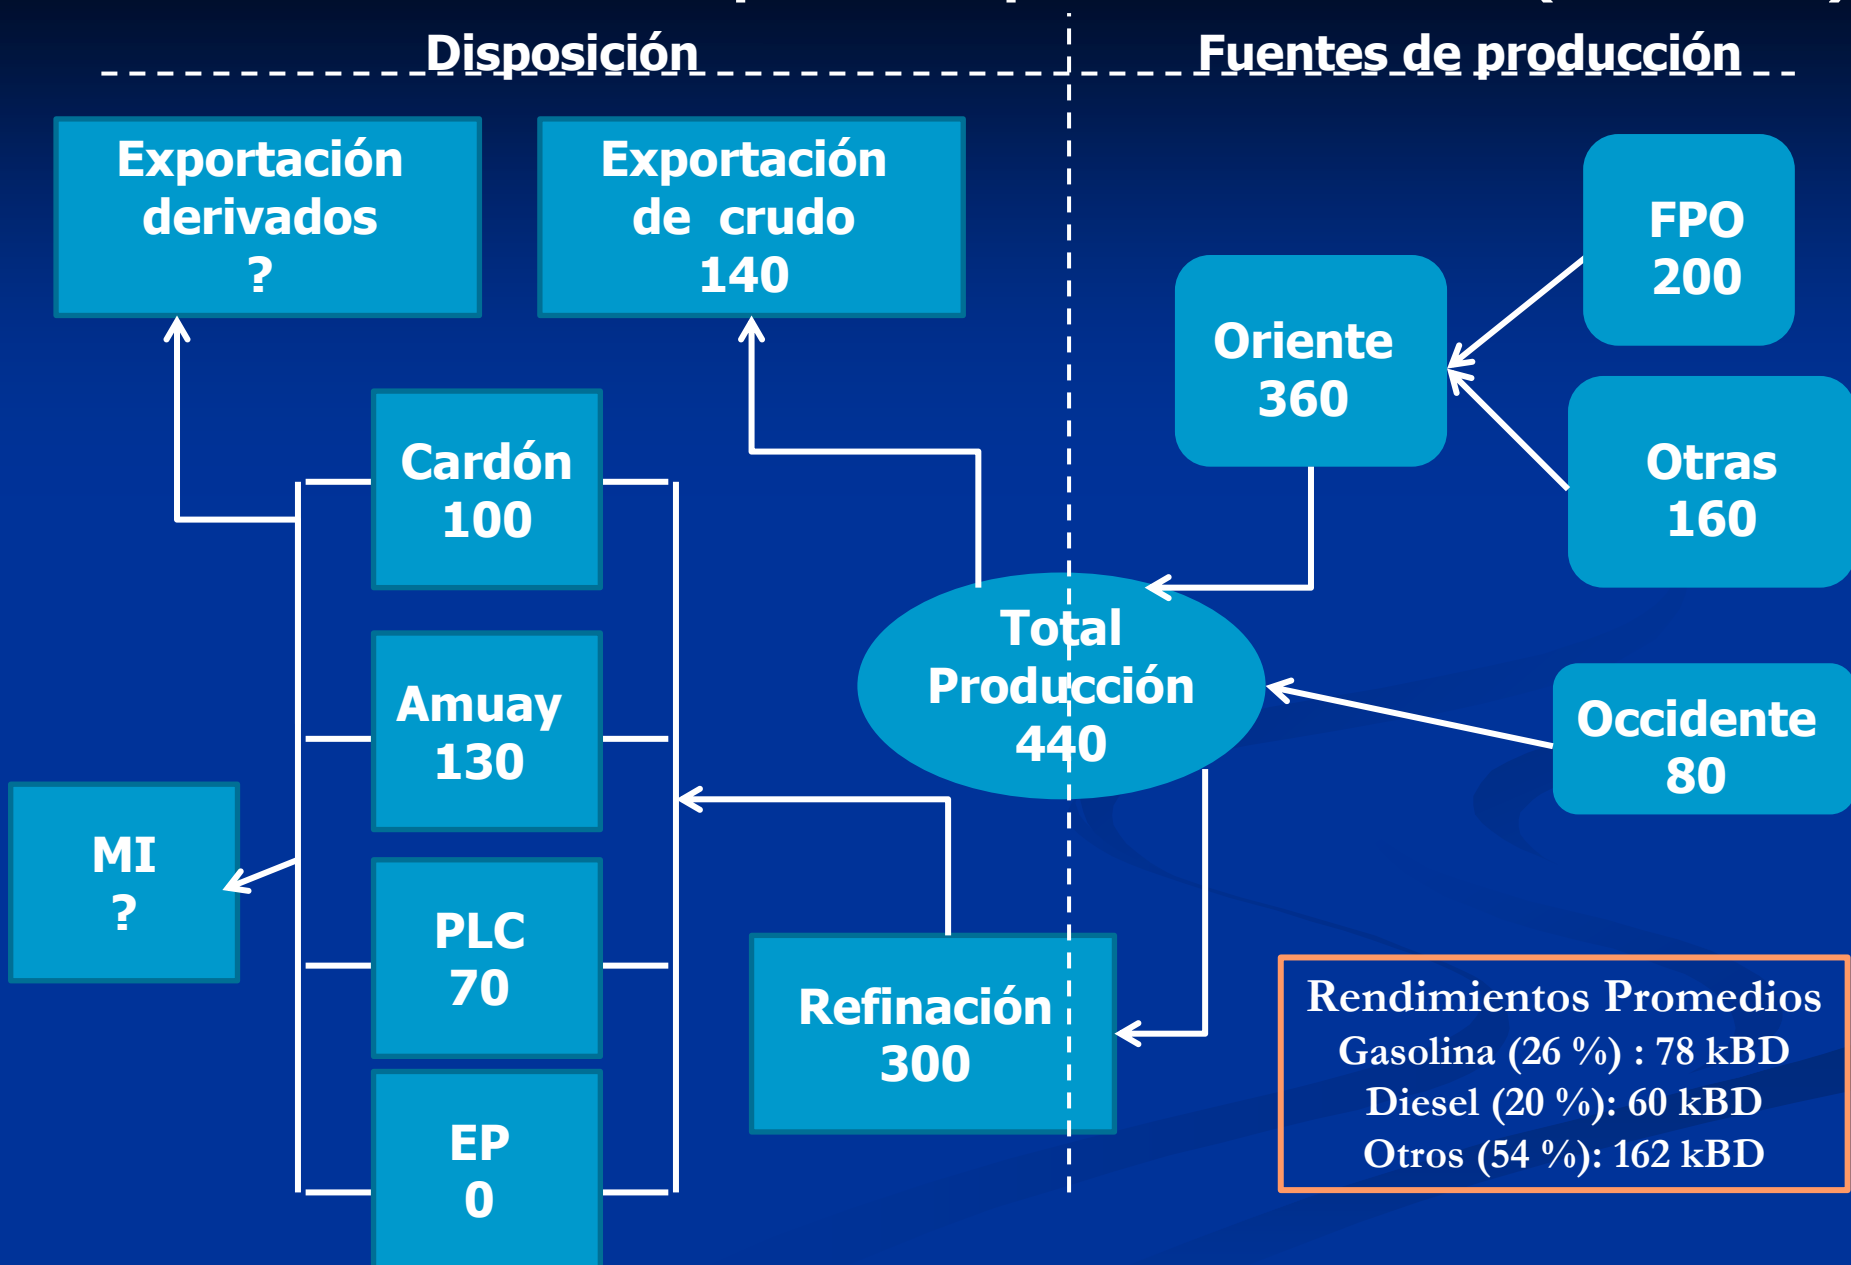 Disposición
Fuentes de producción
Exportación
derivados
?
Exportación
de crudo
140
FPO
200
Oriente
360
Otras
160
Cardón
100
Total
Producción
440
Amuay
130
Occidente
80
MI
?
PLC
70
Refinación
300
EP
0
Rendimientos Promedios
Gasolina (26 %) : 78 kBD
Diesel (20 %): 60 kBD
Otros (54 %): 162 kBD